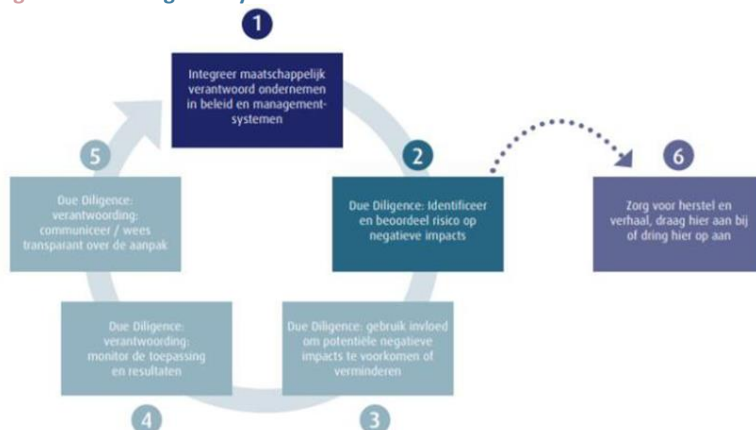 1
Integreer maatschappelijk
verantwoord ondernemen
in beleid en management-
systemen
2
Due Diligence: Identificeer
en beoordeel risico op
negatieve impacts
6
Zorg voor herstel en
verhaal, draag hier aan bij
of dring hier op aan
3
Due Diligence: gebruik invloed
om potentiële negatieve
impacts te voorkomen of
verminderen
4
Due Diligence:
verantwoording:
monitor de toepassing
en resultaten
5
Due Diligence:
verantwoording:
communiceer / wees
transparant over de aanpak